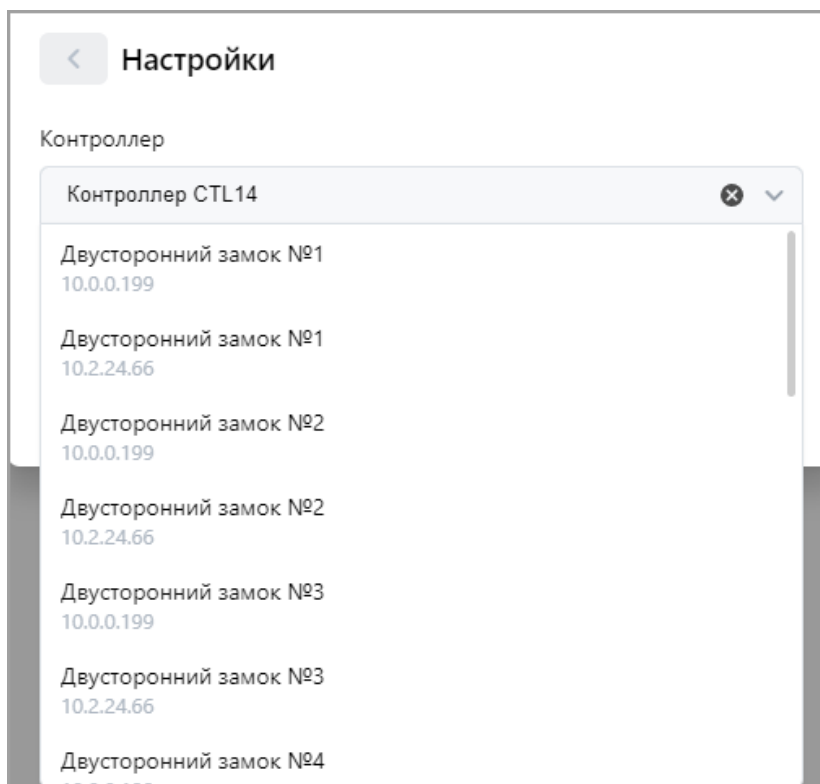 Настройки
Контроллер
Контроллер CTL14
Двусторонний замок №1
10.0.0.199
Двусторонний замок №1
10.2.24.66
Двусторонний замок №2
10.0.0.199
Двусторонний замок №2
10.2.24.66
Двусторонний замок №3
10.0.0.199
Двусторонний замок №3
10.2.24.66
Двусторонний замок №4